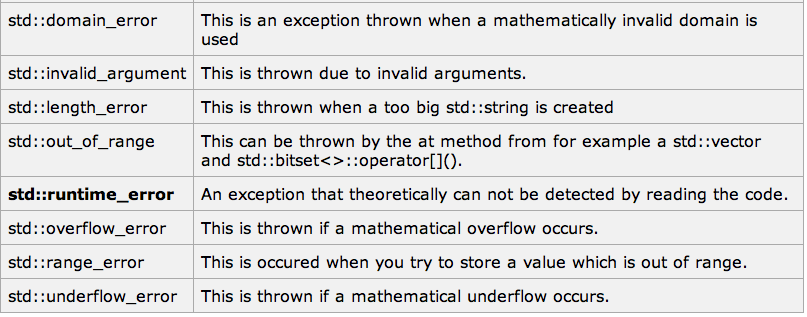 std::domain_error This is an exception thrown when a mathematically invalid domain is
used
std::invalid_argument This is thrown due to invalid arguments.
std::length_error This is thrown when a too big std::string is created
std::out_of_range This can be thrown by the at method from for example a std::vector
and std::bitset<>::operator[]().
std::runtime_error An exception that theoretically can not be detected by reading the code.
std::overflow_error This is thrown if a mathematical overflow occurs.
std::range_error This is occured when you try to store a value which is out of range.
std::underflow_error This is thrown if a mathematical underflow occurs.